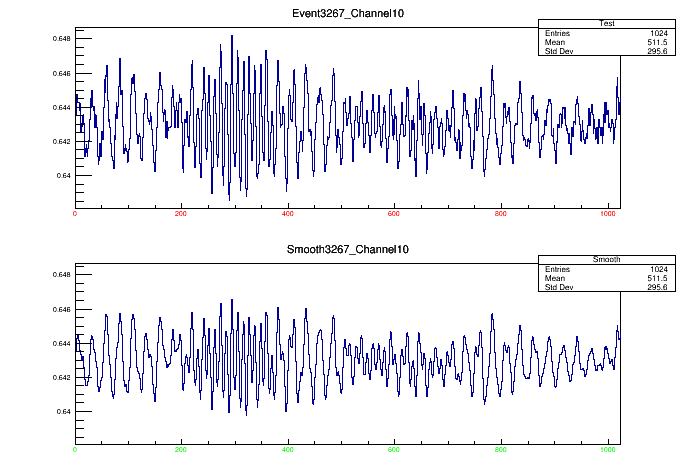 Event3267_Channel10
Test
Entries 1024
Mean 511.5
Std Dev 295.6
0.648
0.646
0.644
0.642
0.64
0 200 400 600 800 1000
Smooth3267_Channel10
Smooth
Entries 1024
Mean 511.5
Std Dev 295.6
0.648
0.646
0.644
0.642
0.64
0 200 400 600 800 1000